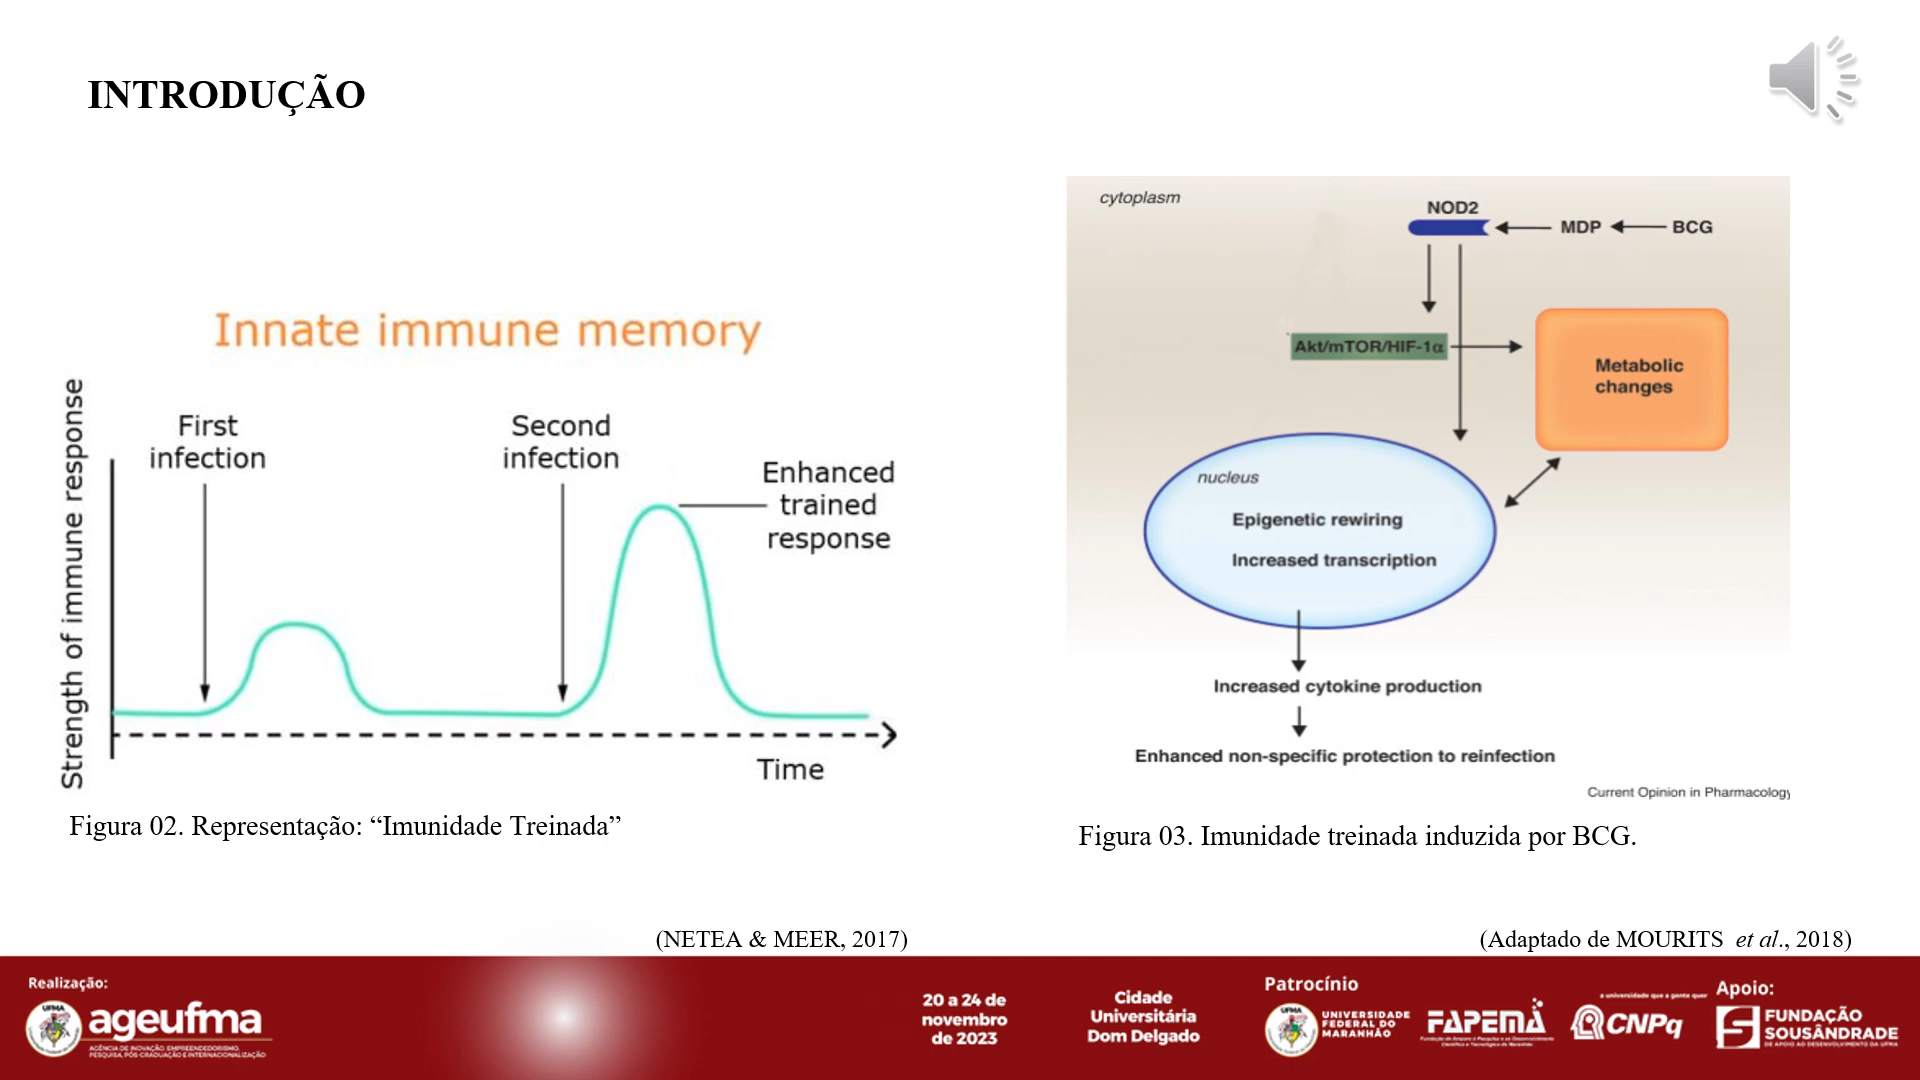 INTRODUÇÃO
Innate immune memory
Strength of immune response
First
infection
Second
infection
Enhanced
trained
response
Time
Figura 02. Representação: “Imunidade Treinada”
(NETEA & MEER, 2017)
cytoplasm
NOD2
MDP
BCG
Akt/mTOR/HIF-1α
Metabolic
changes
nucleus
Epigenetic rewiring
Increased transcription
Increased cytokine production
Enhanced non-specific protection to reinfection
Current Opinion in Pharmacology
Figura 03. Imunidade treinada induzida por BCG.
(Adaptado de MOURITS et al., 2018)
Realização:
UFMA
ageufma
AGÊNCIA DE INOVAÇÃO, EMPREENDEDORISMO,
PESQUISA, PÓS-GRADUAÇÃO E INTERNACIONALIZAÇÃO
20 a 24 de
novembro
de 2023
Cidade
Universitária
Dom Delgado
Patrocínio
UFMA
UNIVERSIDADE
FEDERAL DO
MARANHÃO
FAPEMA
Fundação de Amparo à Pesquisa e ao Desenvolvimento
Científico e Tecnológico do Maranhão
a universidade que a gente quer
CNPq
Apoio:
FUNDAÇÃO
SOUSÂNDRADE
DE APOIO AO DESENVOLVIMENTO DA UFMA